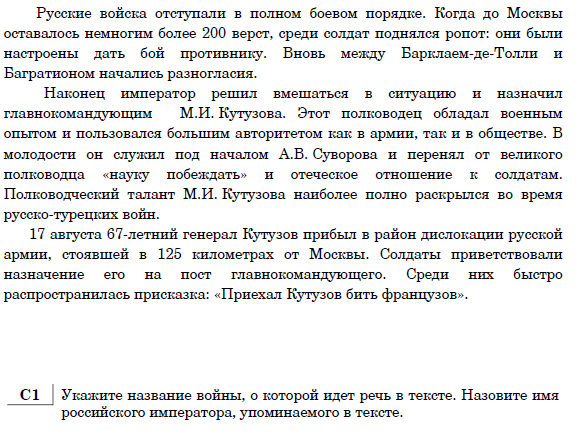 Русские войска отступали в полном боевом порядке. Когда до Москвы
оставалось немногим более 200 верст, среди солдат поднялся ропот: они были
настроены дать бой противнику. Вновь между Барклаем-де-Толли и
Багратионом начались разногласия.
Наконец император решил вмешаться в ситуацию и назначил
главнокомандующим М.И. Кутузова. Этот полководец обладал военным
опытом и пользовался большим авторитетом как в армии, так и в обществе. В
молодости он служил под началом А.В. Суворова и перенял от великого
полководца «науку побеждать» и отеческое отношение к солдатам.
Полководческий талант М.И. Кутузова наиболее полно раскрылся во время
русско-турецких войн.
17 августа 67-летний генерал Кутузов прибыл в район дислокации русской
армии, стоявшей в 125 километрах от Москвы. Солдаты приветствовали
назначение его на пост главнокомандующего. Среди них быстро
распространилась присказка: «Приехал Кутузов бить французов».
С1 Укажите название войны, о которой идет речь в тексте. Назовите имя
российского императора, упоминаемого в тексте.